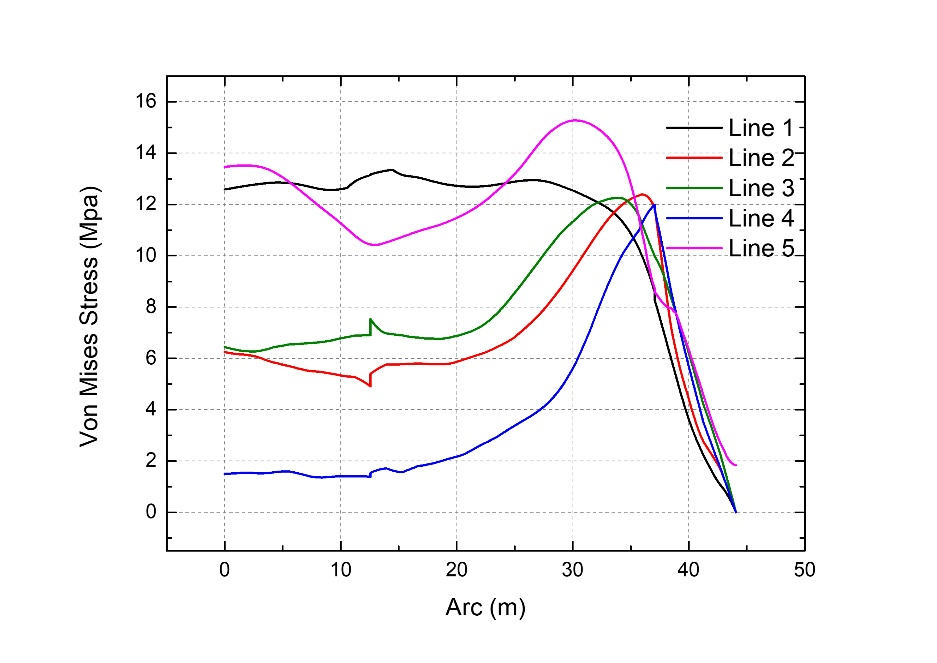 16
14
12
10
8
6
4
2
0
Von Mises Stress (Mpa)
Line 1
Line 2
Line 3
Line 4
Line 5
0 10 20 30 40 50
Arc (m)